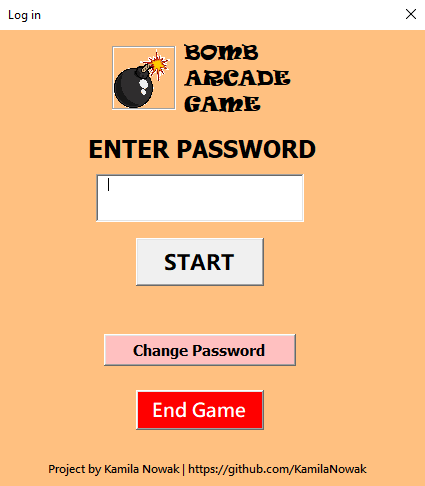 Log in
BOMB
ARCADE
GAME
ENTER PASSWORD
START
Change Password
End Game
Project by Kamila Nowak | https://github.com/KamilaNowak